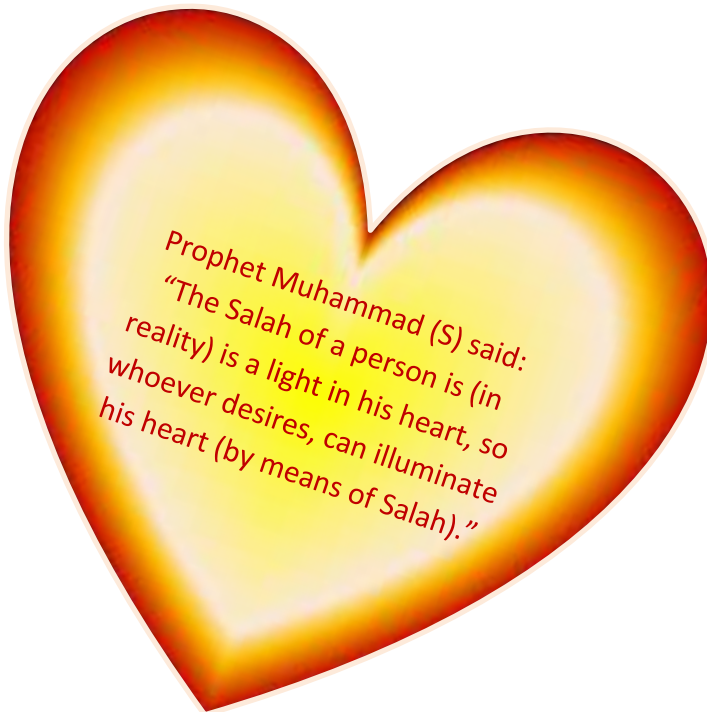 Prophet Muhammad (S) said:
“The Salah of a person is (in
reality) is a light in his heart, so
whoever desires, can illuminate
his heart (by means of Salah).”